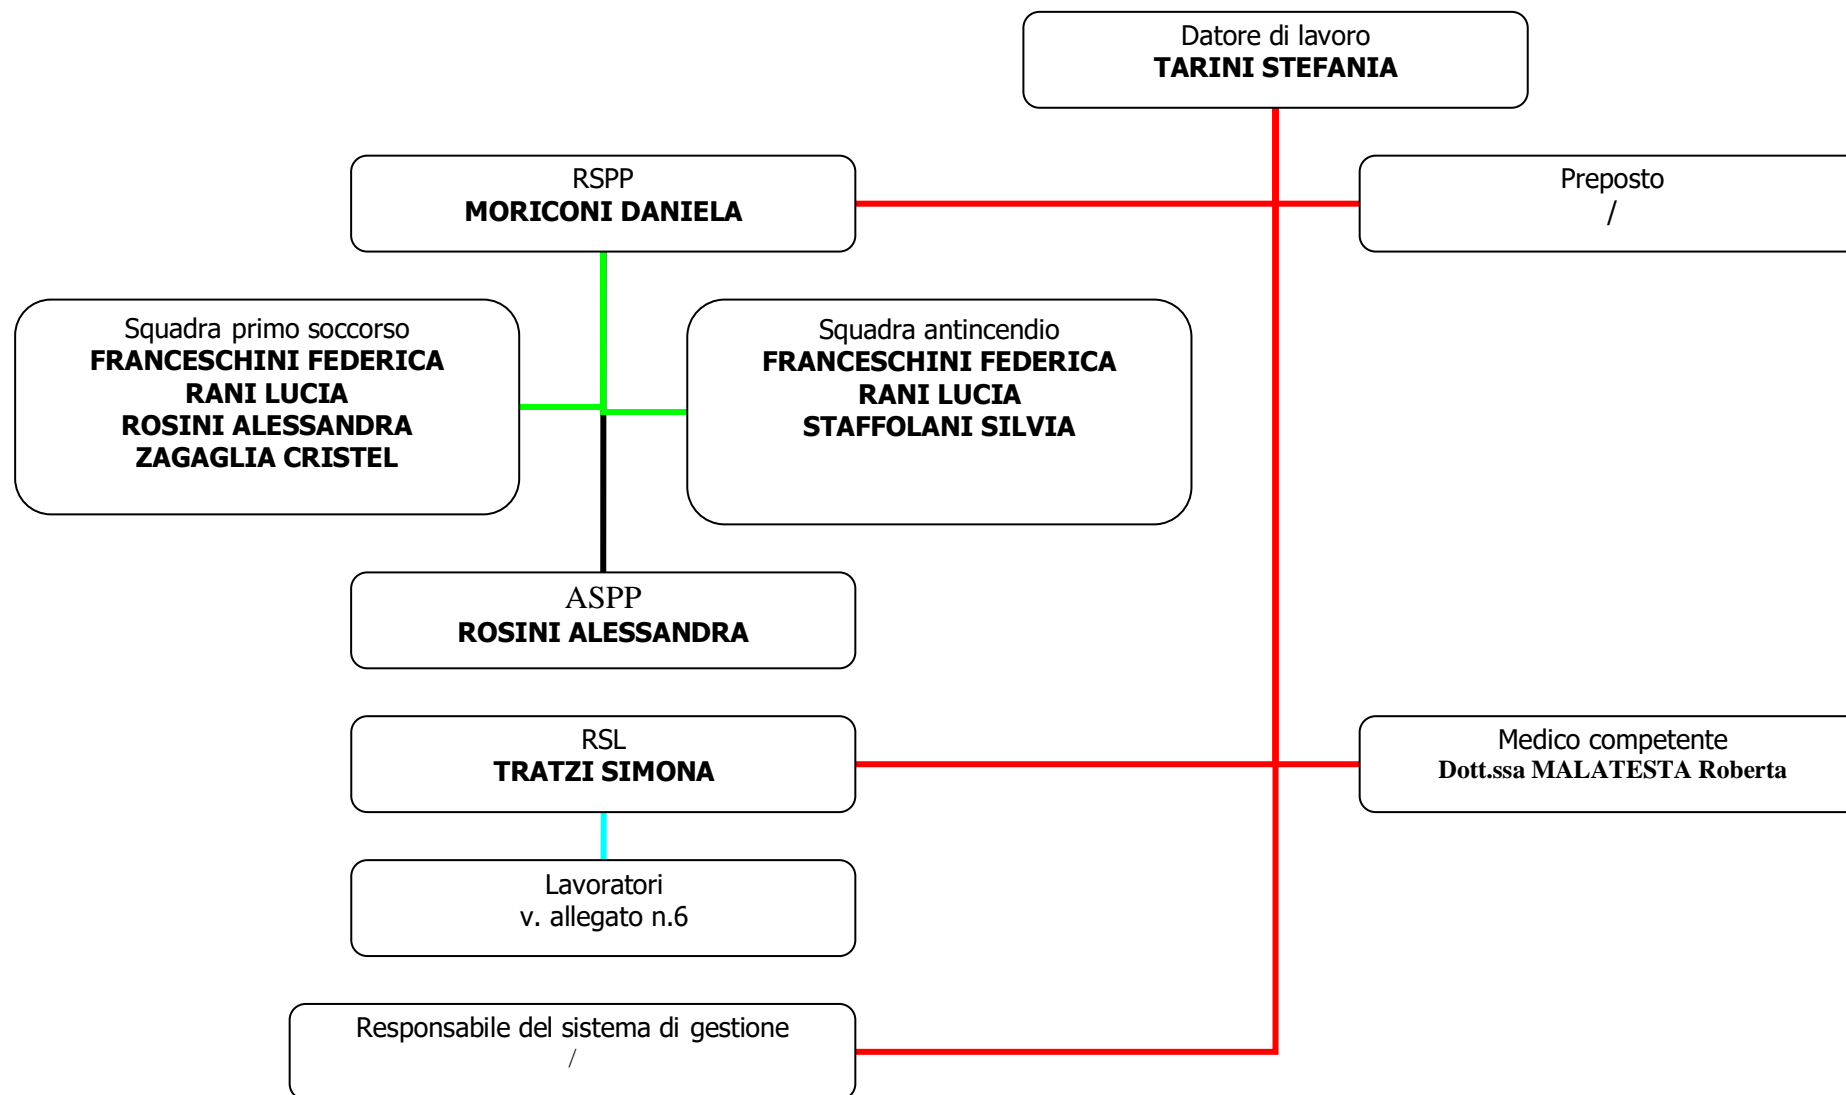 Datore di lavoro
TARINI STEFANIA
RSPP
MORICONI DANIELA
Preposto
/
Squadra primo soccorso
FRANCESCHINI FEDERICA
RANI LUCIA
ROSINI ALESSANDRA
ZAGAGLIA CRISTEL
Squadra antincendio
FRANCESCHINI FEDERICA
RANI LUCIA
STAFFOLANI SILVIA
ASPP
ROSINI ALESSANDRA
RSL
TRATZI SIMONA
Medico competente
Dott.ssa MALATESTA Roberta
Lavoratori
v. allegato n.6
Responsabile del sistema di gestione
/